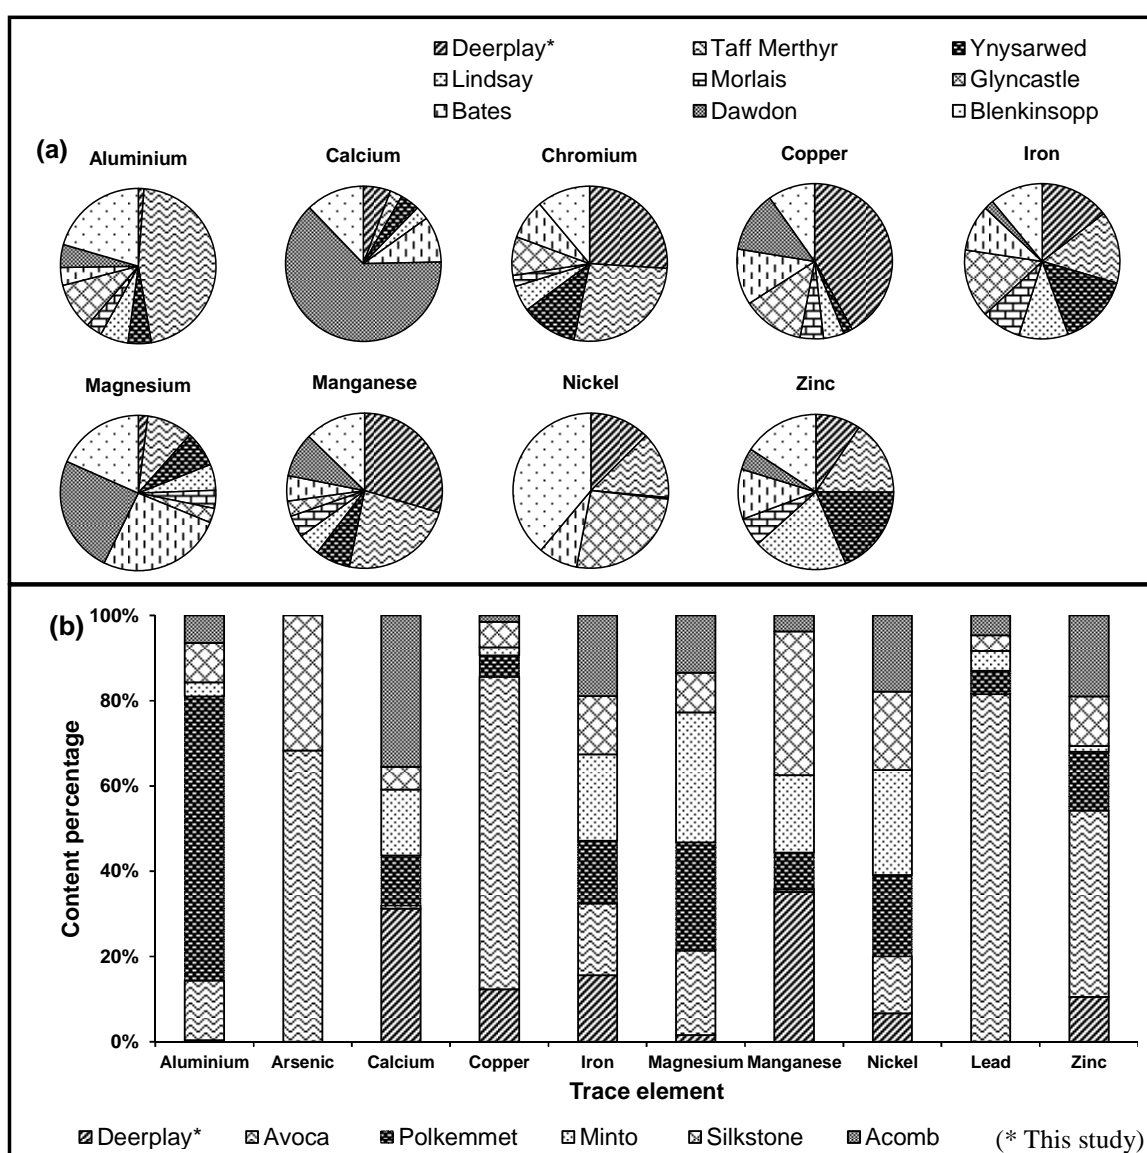 Deerplay* Taff Merthyr Ynysarwed
Lindsay Morlais Glyncastle
Bates Dawdon Blenkinsopp
(a)
Aluminium Calcium Chromium Copper Iron
Magnesium Manganese Nickel Zinc
(b)
100%
80%
60%
40%
20%
0%
Content percentage
Aluminium Arsenic Calcium Copper Iron Magnesium Manganese Nickel Lead Zinc
Trace element
Deerplay* Avoca Polkemmet Minto Silkstone Acomb (* This study)